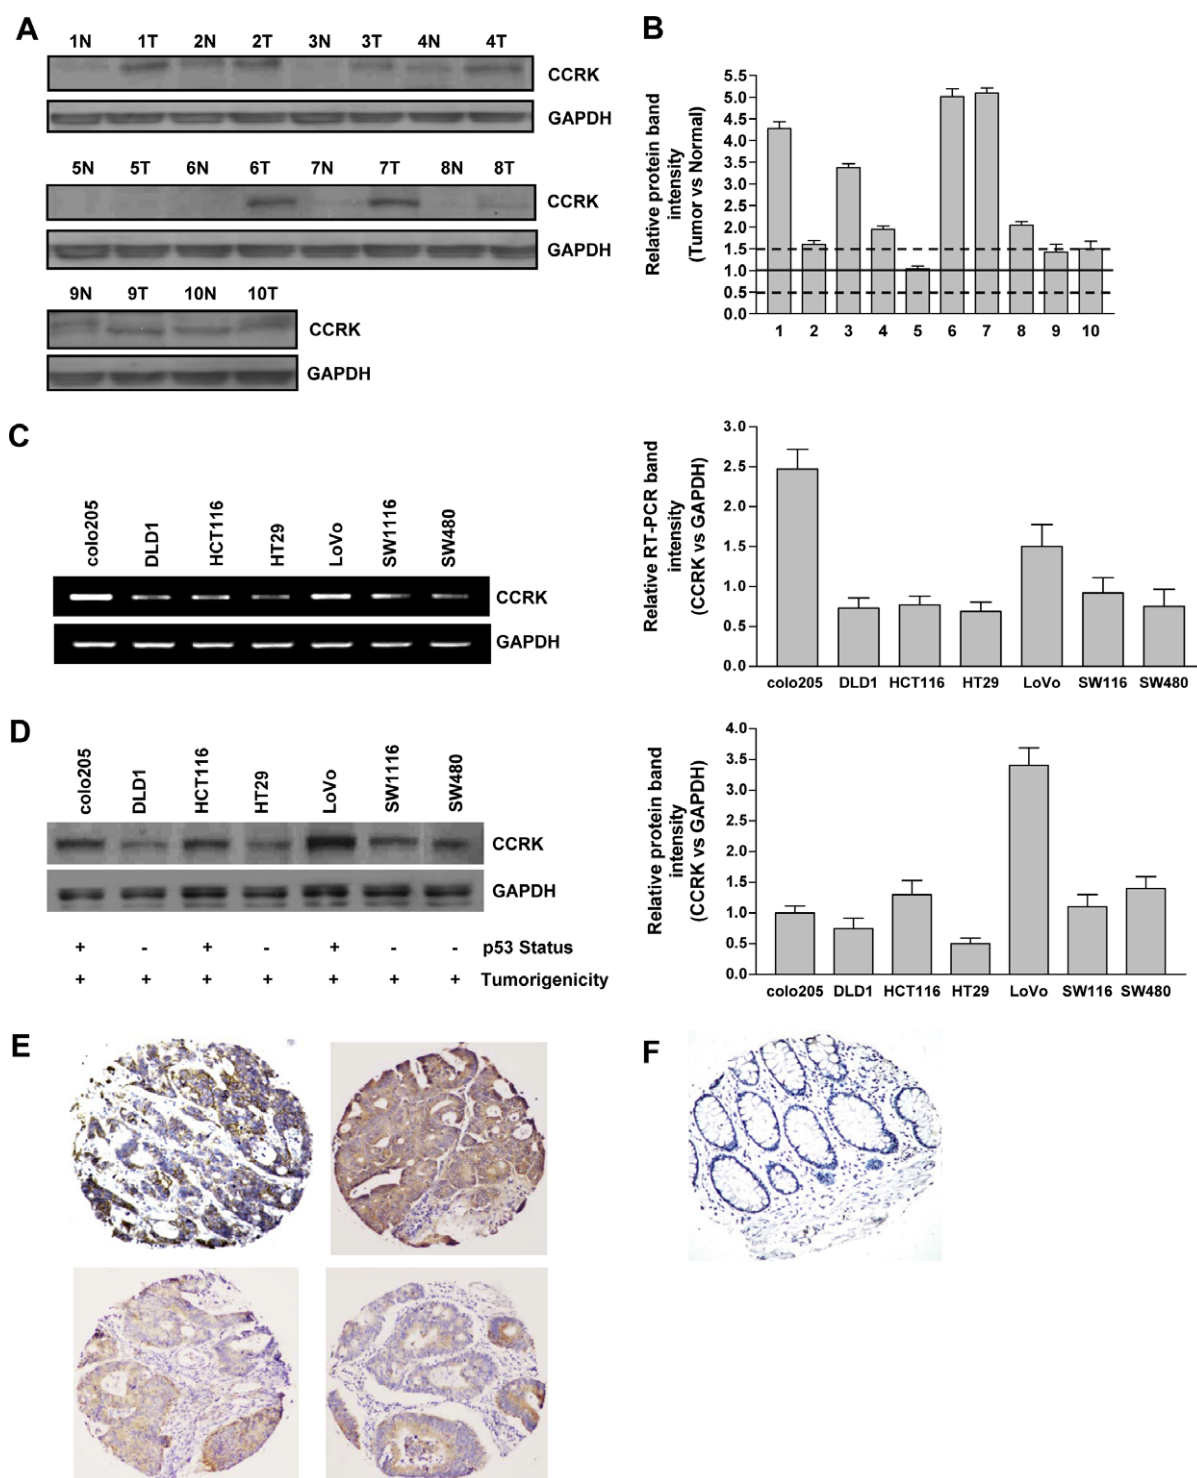 A
1N 1T 2N 2T 3N 3T 4N 4T
CCRK
GAPDH
5N 5T 6N 6T 7N 7T 8N 8T
CCRK
GAPDH
9N 9T 10N 10T
CCRK
GAPDH
B
Relative protein band
intensity
(Tumor vs Normal)
5.5
5.0
4.5
4.0
3.5
3.0
2.5
2.0
1.5
1.0
0.5
0.0
1 2 3 4 5 6 7 8 9 10
C
colo205 DLD1 HCT116 HT29 LoVo SW1116 SW480
CCRK
GAPDH
Relative RT-PCR band
intensity
(CCRK vs GAPDH)
3.0
2.5
2.0
1.5
1.0
0.5
0.0
colo205 DLD1 HCT116 HT29 LoVo SW116 SW480
D
colo205 DLD1 HCT116 HT29 LoVo SW1116 SW480
CCRK
GAPDH
+ - + - + - - p53 Status
+ + + + + + + Tumorigenicity
Relative protein band
intensity
(CCRK vs GAPDH)
4.0
3.5
3.0
2.5
2.0
1.5
1.0
0.5
0.0
colo205 DLD1 HCT116 HT29 LoVo SW116 SW480
E
F